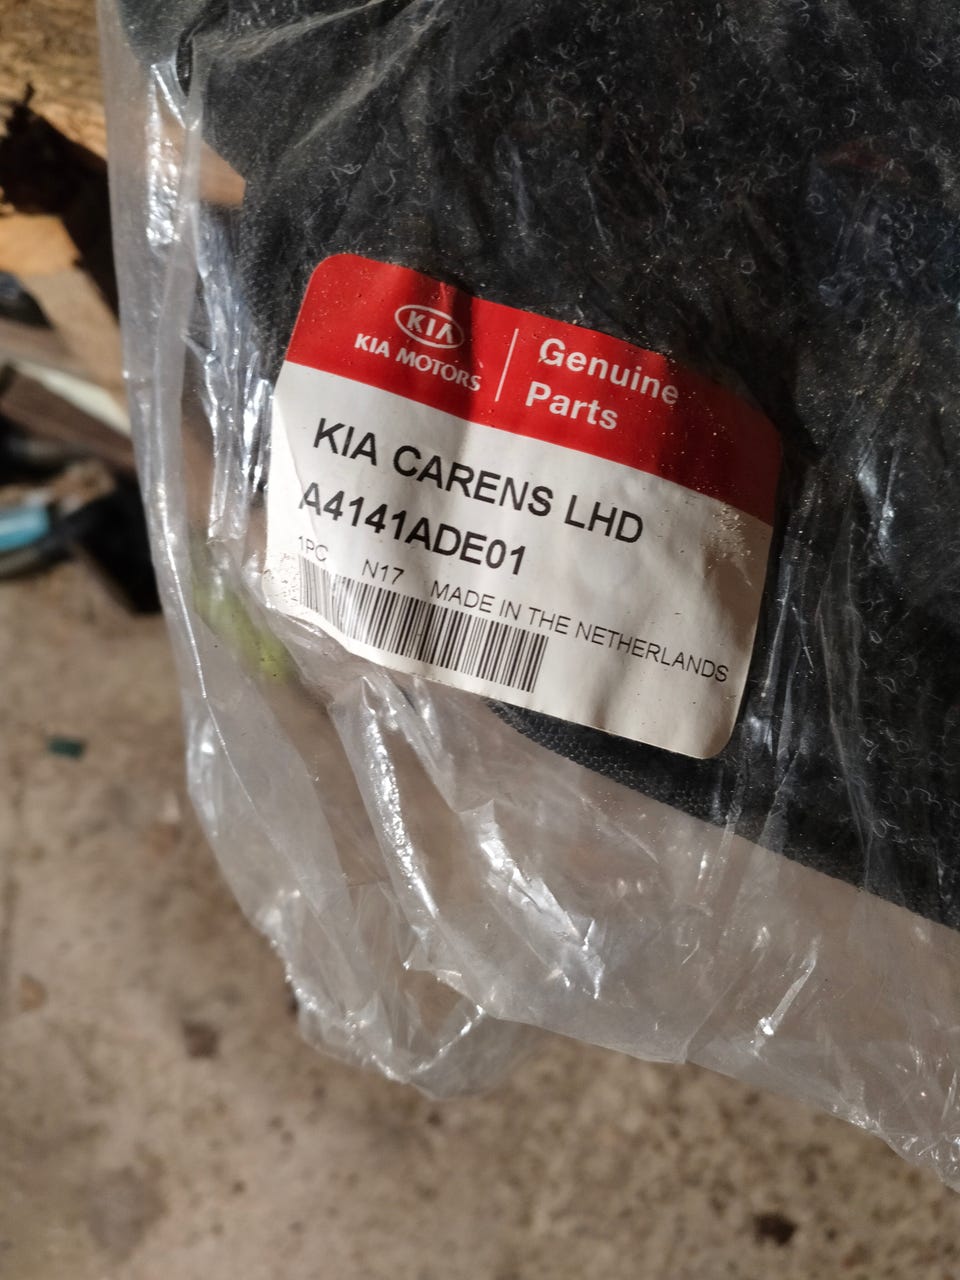 KIA
KIA MOTORS
Genuine
Parts
KIA CARENS LHD
A4141ADE01
1PC N17 MADE IN THE NETHERLANDS